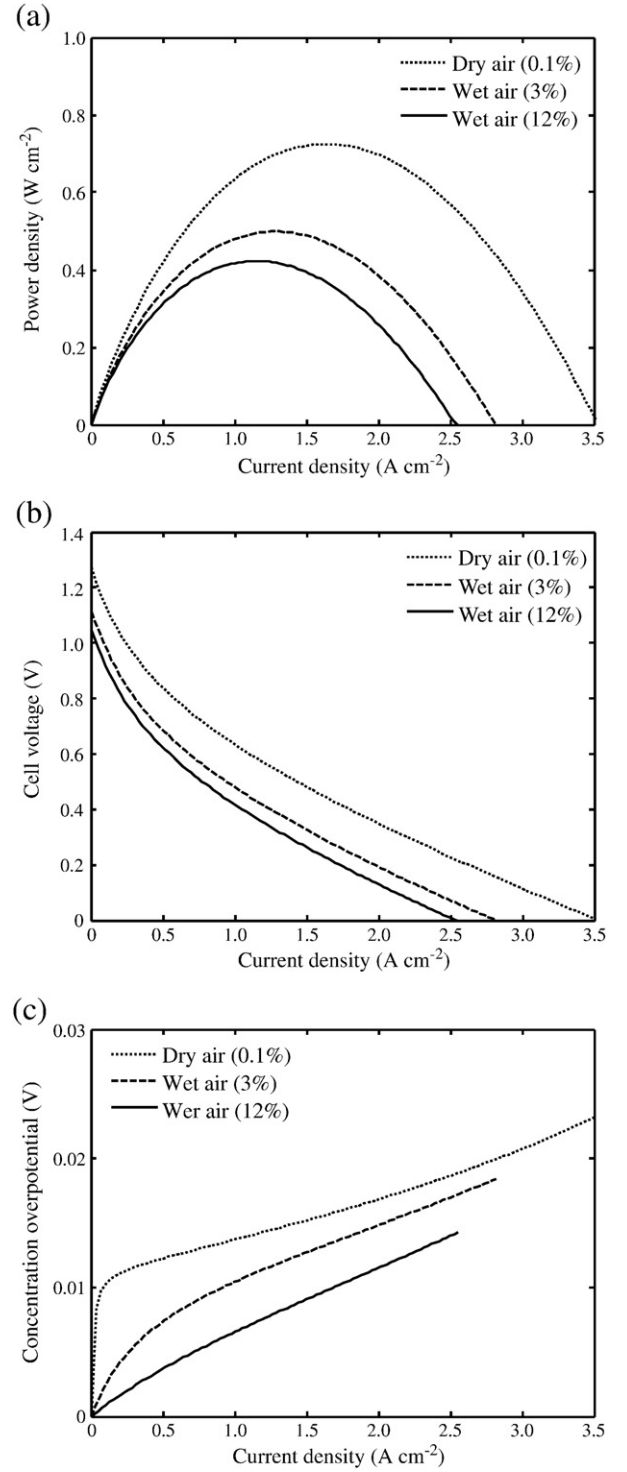 (a)
1.0
0.8
0.6
0.4
0.2
0
Power density (W cm-2)
Dry air (0.1%)
Wet air (3%)
Wet air (12%)
0 0.5 1.0 1.5 2.0 2.5 3.0 3.5
Current density (A cm-2)
(b)
1.4
1.2
1.0
0.8
0.6
0.4
0.2
0
Cell voltage (V)
Dry air (0.1%)
Wet air (3%)
Wet air (12%)
0 0.5 1.0 1.5 2.0 2.5 3.0 3.5
Current density (A cm-2)
(c)
0.03
0.02
0.01
0
Concentration overpotential (V)
Dry air (0.1%)
Wet air (3%)
Wer air (12%)
0 0.5 1.0 1.5 2.0 2.5 3.0 3.5
Current density (A cm-2)